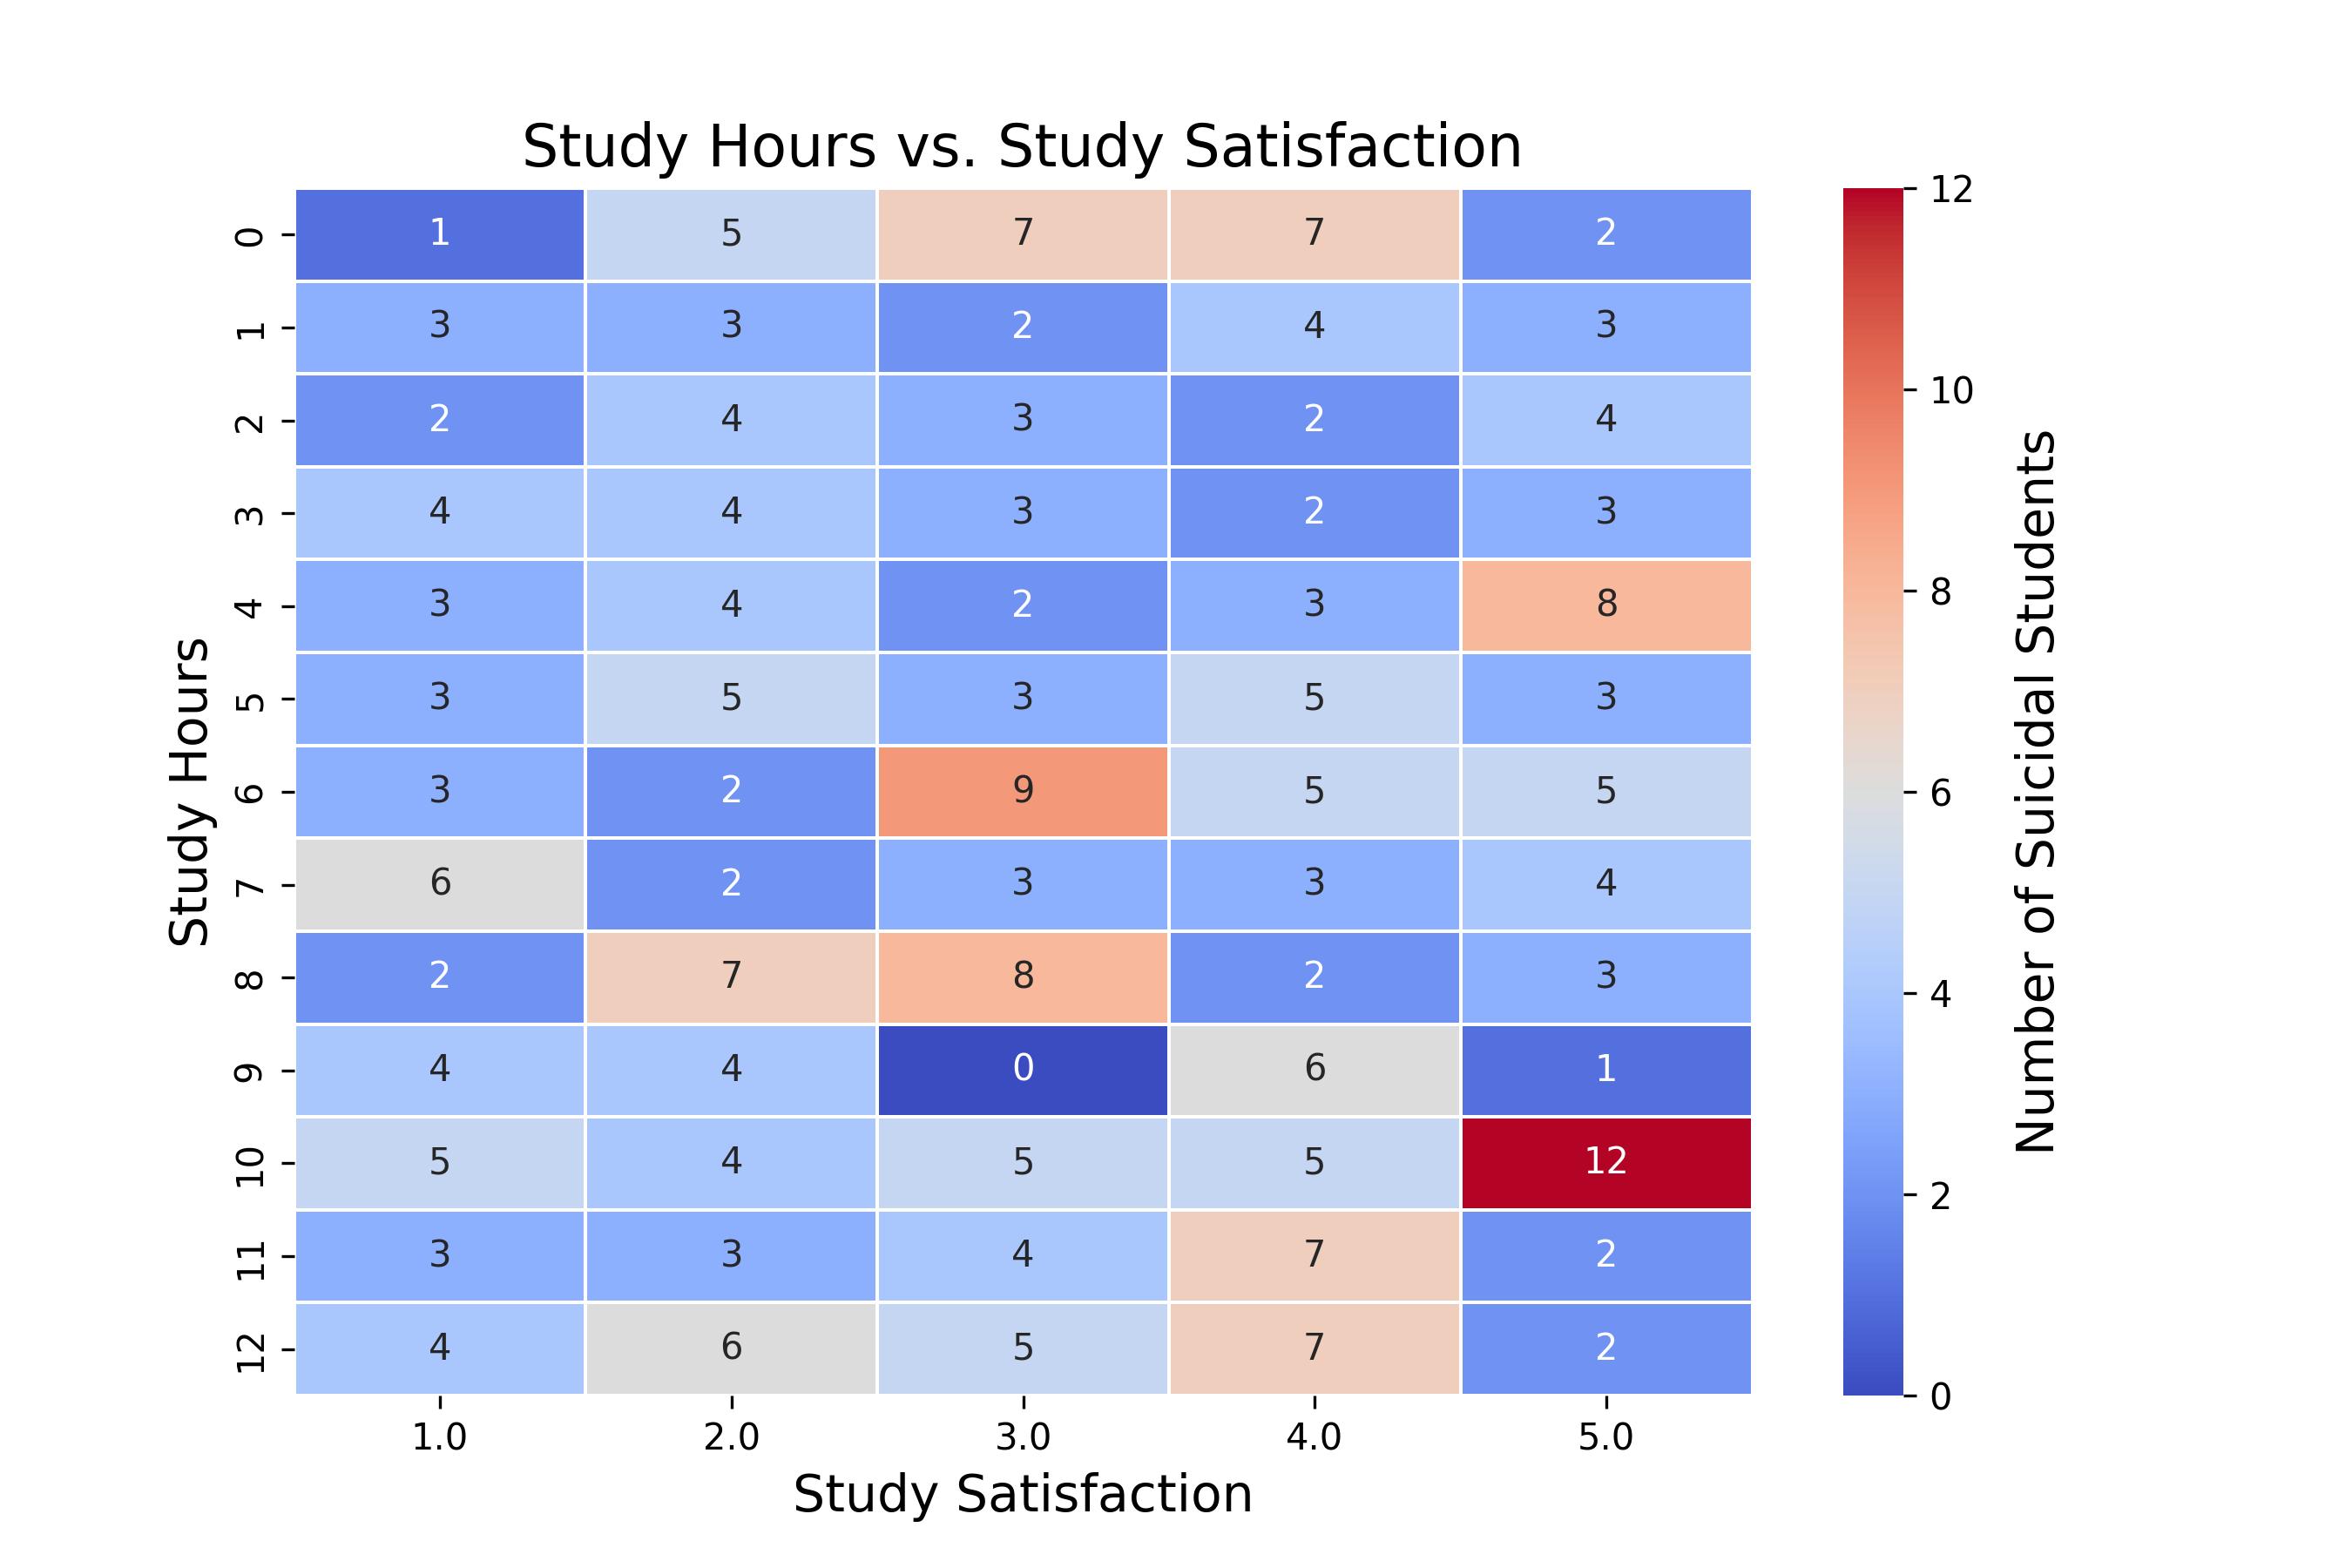 Study Hours vs. Study Satisfaction
0 1 5 7 7 2
1 3 3 2 4 3
2 2 4 3 2 4
3 4 4 3 2 3
4 3 4 2 3 8
5 3 5 3 5 3
6 3 2 9 5 5
7 6 2 3 3 4
8 2 7 8 2 3
9 4 4 0 6 1
10 5 4 5 5 12
11 3 3 4 7 2
12 4 6 5 7 2
1.0 2.0 3.0 4.0 5.0
Study Satisfaction
Study Hours
12
10
8
6
4
2
0
Number of Suicidal Students